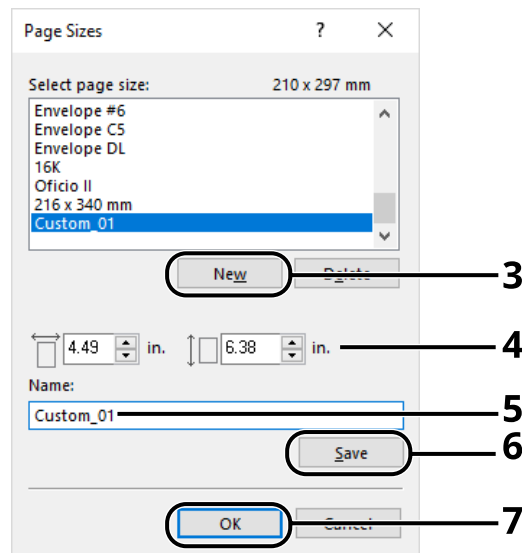 Page Sizes ? ×
Select page size: 210 x 297 mm
Envelope #6
Envelope C5
Envelope DL
16K
Oficio II
216 x 340 mm
Custom_01
New Delete 3
4.49 in. 6.38 in. 4
Name:
Custom_01 5
Save 6
OK Cancel 7